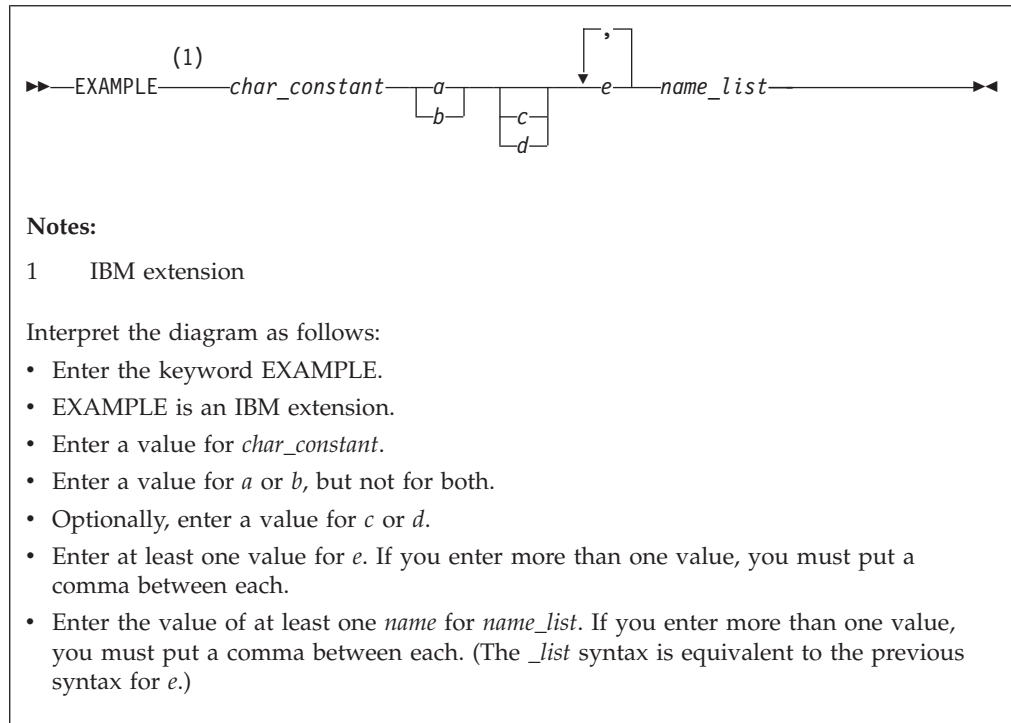 ,
(1)
EXAMPLE char_constant a e name_list
b c
d
Notes:
1 IBM extension
Interpret the diagram as follows:
• Enter the keyword EXAMPLE.
• EXAMPLE is an IBM extension.
• Enter a value for char_constant.
• Enter a value for a or b, but not for both.
• Optionally, enter a value for c or d.
• Enter at least one value for e. If you enter more than one value, you must put a
comma between each.
• Enter the value of at least one name for name_list. If you enter more than one value,
you must put a comma between each. (The _list syntax is equivalent to the previous
syntax for e.)